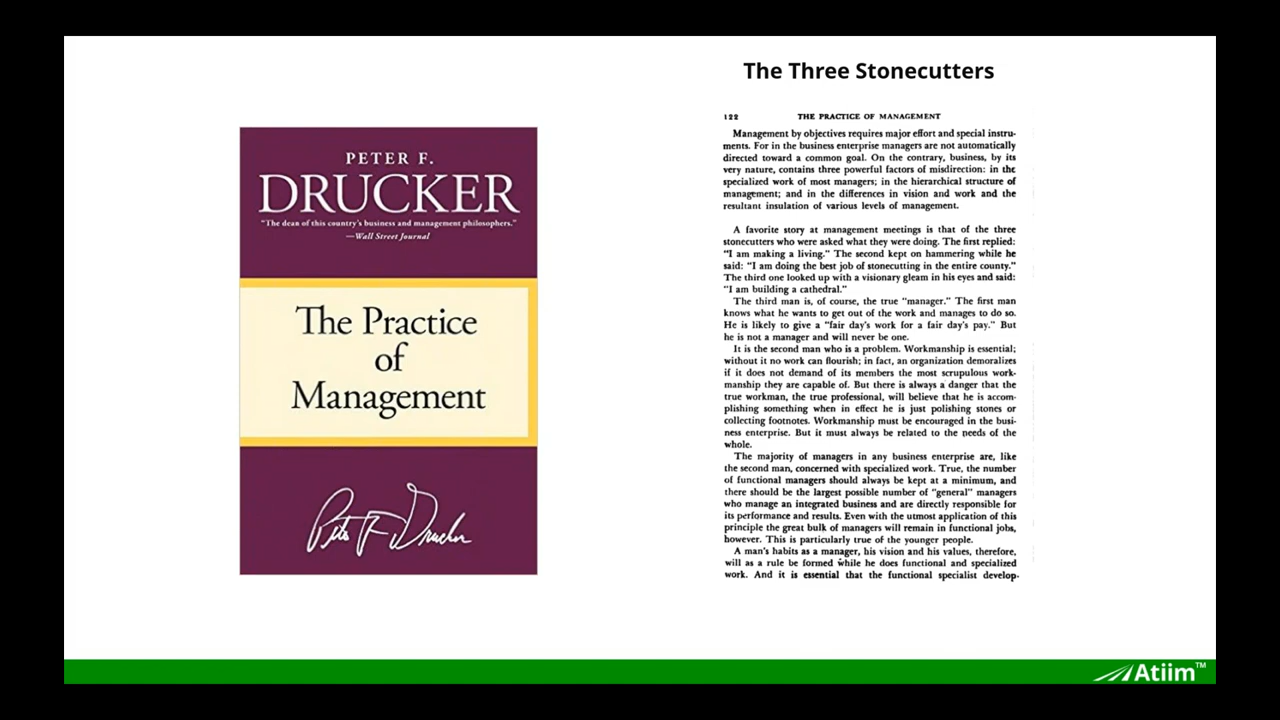 PETER F.
DRUCKER
"The dean of this country's business and management philosophers."
—Wall Street Journal
The Practice
of
Management
Peter F. Drucker
The Three Stonecutters
122 THE PRACTICE OF MANAGEMENT
Management by objectives requires major effort and special instru-
ments. For in the business enterprise managers are not automatically
directed toward a common goal. On the contrary, business, by its
very nature, contains three powerful factors of misdirection: in the
specialized work of most managers; in the hierarchical structure of
management; and in the differences in vision and work and the
resultant insulation of various levels of management.
A favorite story at management meetings is that of the three
stonecutters who were asked what they were doing. The first replied:
"I am making a living." The second kept on hammering while he
said: "I am doing the best job of stonecutting in the entire county."
The third one looked up with a visionary gleam in his eyes and said:
"I am building a cathedral."
The third man is, of course, the true "manager." The first man
knows what he wants to get out of the work and manages to do so.
He is likely to give a "fair day's work for a fair day's pay." But
he is not a manager and will never be one.
It is the second man who is a problem. Workmanship is essential;
without it no work can flourish; in fact, an organization demoralizes
if it does not demand of its members the most scrupulous work-
manship they are capable of. But there is always a danger that the
true workman, the true professional, will believe that he is accom-
plishing something when in effect he is just polishing stones or
collecting footnotes. Workmanship must be encouraged in the busi-
ness enterprise. But it must always be related to the needs of the
whole.
The majority of managers in any business enterprise are, like
the second man, concerned with specialized work. True, the number
of functional managers should always be kept at a minimum, and
there should be the largest possible number of "general" managers
who manage an integrated business and are directly responsible for
its performance and results. Even with the utmost application of this
principle the great bulk of managers will remain in functional jobs,
however. This is particularly true of the younger people.
A man's habits as a manager, his vision and his values, therefore,
will as a rule be formed while he does functional and specialized
work. And it is essential that the functional specialist develop-
Atiim™